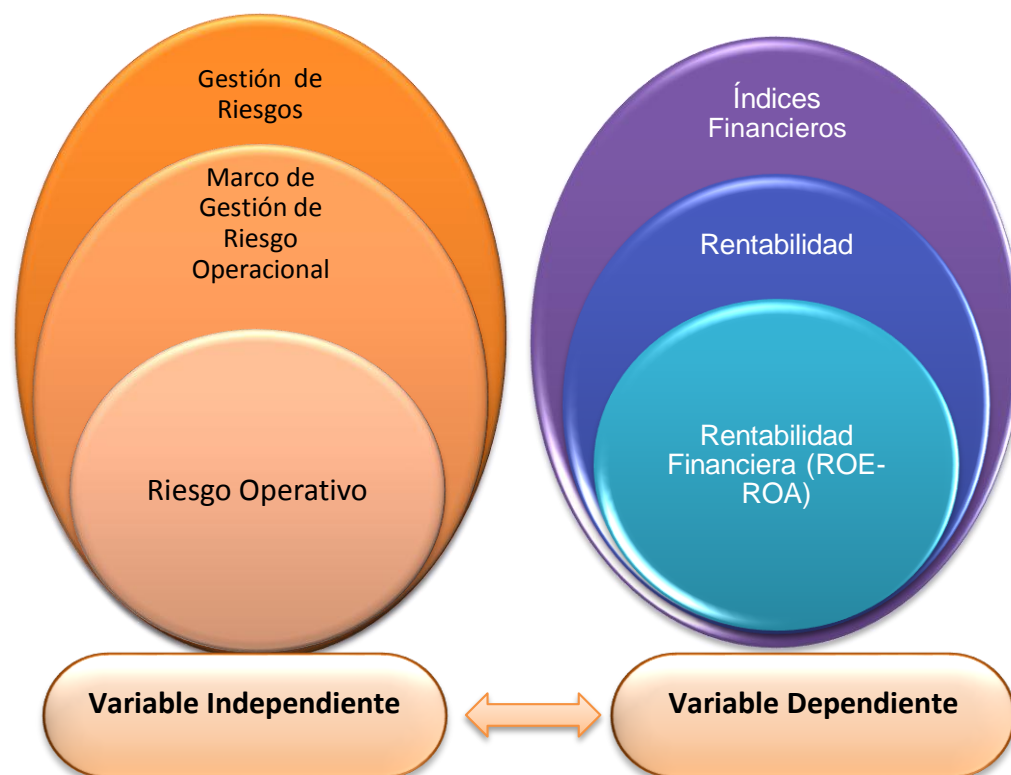 Gestión de
Riesgos
Marco de
Gestión de
Riesgo
Operacional
Riesgo Operativo
Índices
Financieros
Rentabilidad
Rentabilidad
Financiera (ROE-
ROA)
Variable Independiente
Variable Dependiente